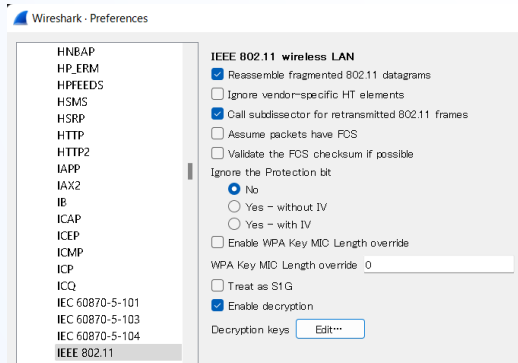 Wireshark · Preferences
HNBAP
HP_ERM
HPFEEDS
HSMS
HSRP
HTTP
HTTP2
IAPP
IAX2
IB
ICAP
ICEP
ICMP
ICP
ICQ
IEC 60870-5-101
IEC 60870-5-103
IEC 60870-5-104
IEEE 802.11
IEEE 802.11 wireless LAN
Reassemble fragmented 802.11 datagrams
Ignore vendor-specific HT elements
Call subdissector for retransmitted 802.11 frames
Assume packets have FCS
Validate the FCS checksum if possible
Ignore the Protection bit
No
Yes - without IV
Yes - with IV
Enable WPA Key MIC Length override
WPA Key MIC Length override 0
Treat as S1G
Enable decryption
Decryption keys Edit…